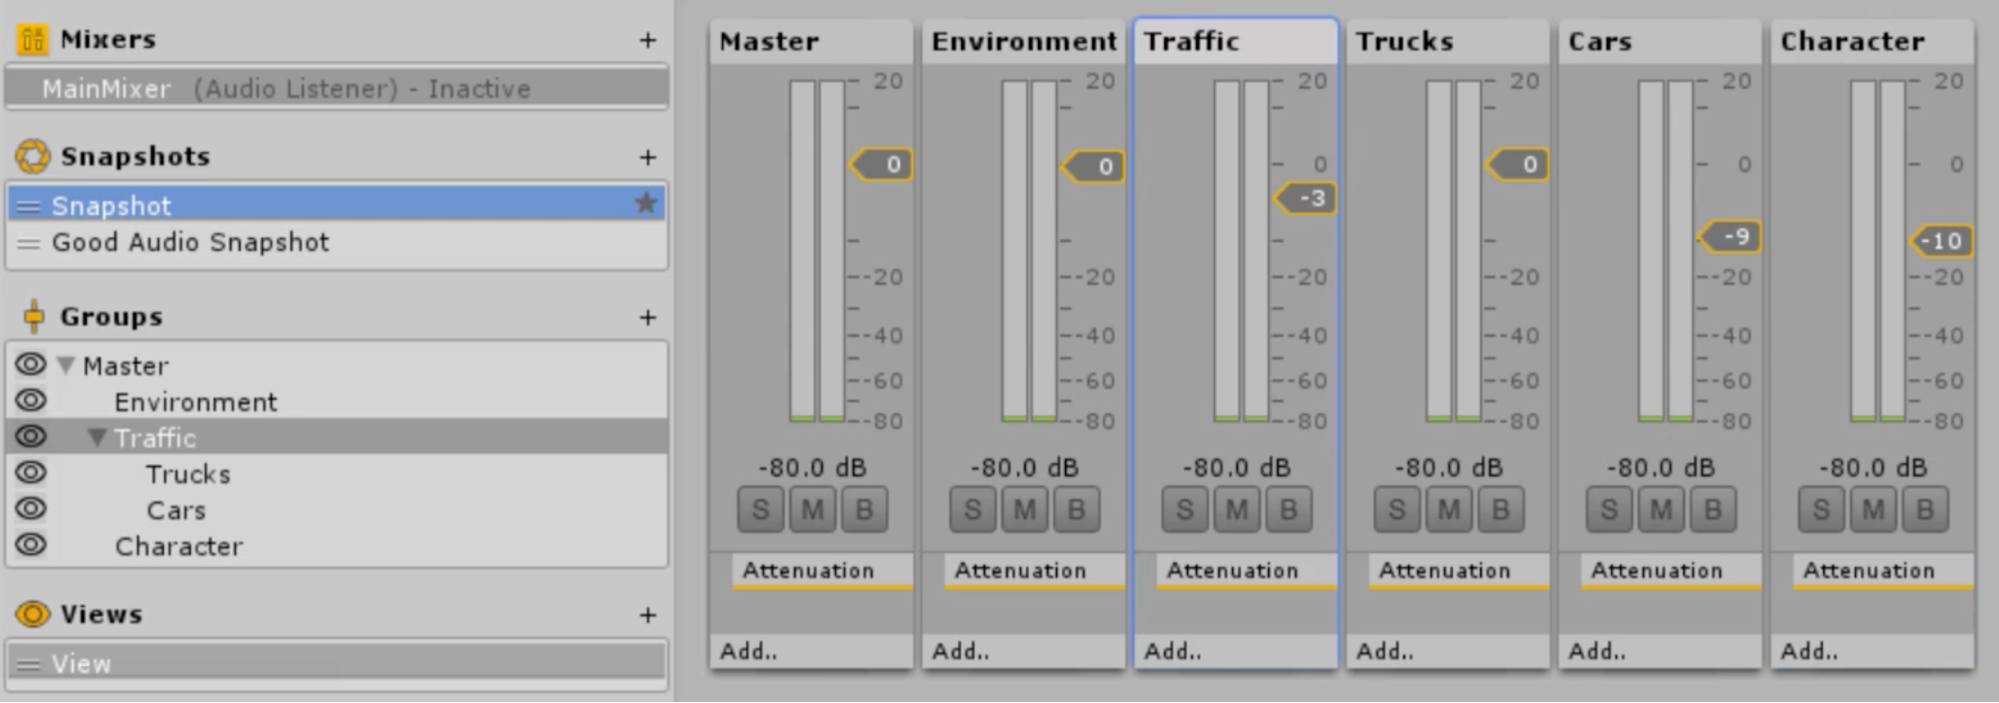 Mixers +
MainMixer (Audio Listener) - Inactive
Snapshots +
Snapshot
Good Audio Snapshot
Groups +
Master
Environment
Traffic
Trucks
Cars
Character
Views +
View
Master
20
0
-20
-40
-60
-80
-80.0 dB
S M B
Attenuation
Add..
Environment
20
0
-20
-40
-60
-80
-80.0 dB
S M B
Attenuation
Add..
Traffic
20
0
-3
-20
-40
-60
-80
-80.0 dB
S M B
Attenuation
Add..
Trucks
20
0
-20
-40
-60
-80
-80.0 dB
S M B
Attenuation
Add..
Cars
20
0
-9
-20
-40
-60
-80
-80.0 dB
S M B
Attenuation
Add..
Character
20
0
-10
-20
-40
-60
-80
-80.0 dB
S M B
Attenuation
Add..